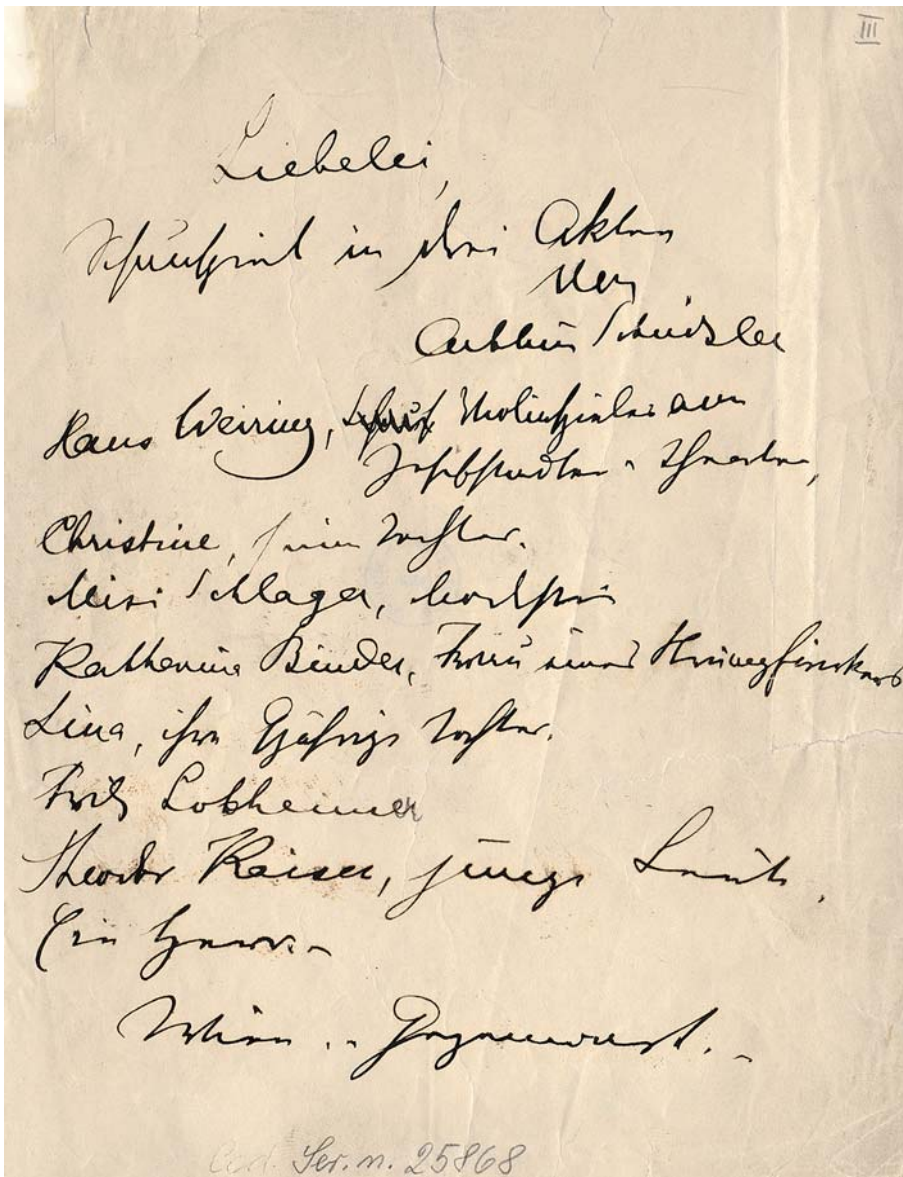 III
Liebelei,
Schauspiel in drei Akten
von
Arthur Schnitzler
Hans Weiring, Violinspieler am
Josefstädter-Theater,
Christine, seine Tochter.
Mizi Schlager, Modistin
Katharina Binder, Frau eines Strumpfwirkers
Lina, ihre 9jährige Tochter.
Fritz Lobheimer
Theodor Kaiser, junge Leute.
Ein Herr.–
Wien. – Gegenwart. –
Cod. Ser. n. 25868